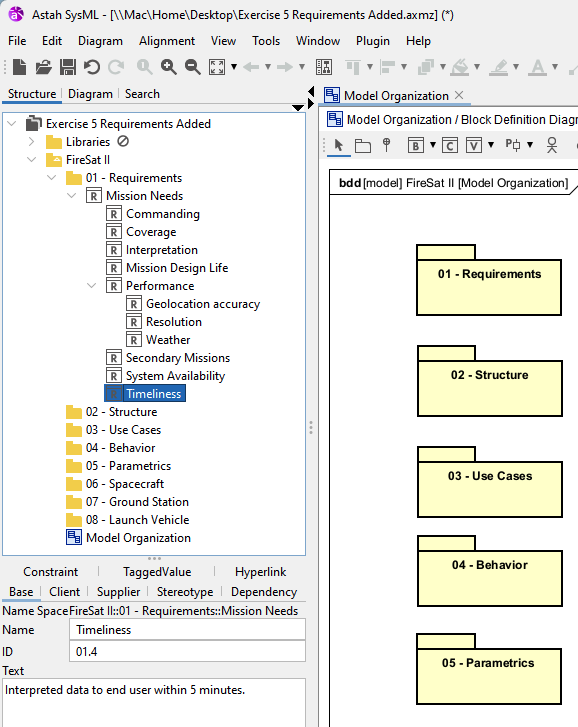 Astah SysML - [\\Mac\Home\Desktop\Exercise 5 Requirements Added.axmz] (*)
File Edit Diagram Alignment View Tools Window Plugin Help
Structure Diagram Search
Exercise 5 Requirements Added
Libraries
FireSat II
01 - Requirements
R Mission Needs
R Commanding
R Coverage
R Interpretation
R Mission Design Life
R Performance
R Geolocation accuracy
R Resolution
R Weather
R Secondary Missions
R System Availability
Timeliness
02 - Structure
03 - Use Cases
04 - Behavior
05 - Parametrics
06 - Spacecraft
07 - Ground Station
08 - Launch Vehicle
Model Organization
Constraint TaggedValue Hyperlink
Base Client Supplier Stereotype Dependency
Name Space FireSat II::01 - Requirements::Mission Needs
Name Timeliness
ID 01.4
Text
Interpreted data to end user within 5 minutes.
Model Organization
Model Organization / Block Definition Diagr
B C V P
bdd [model] FireSat II [Model Organization]
01 - Requirements
02 - Structure
03 - Use Cases
04 - Behavior
05 - Parametrics